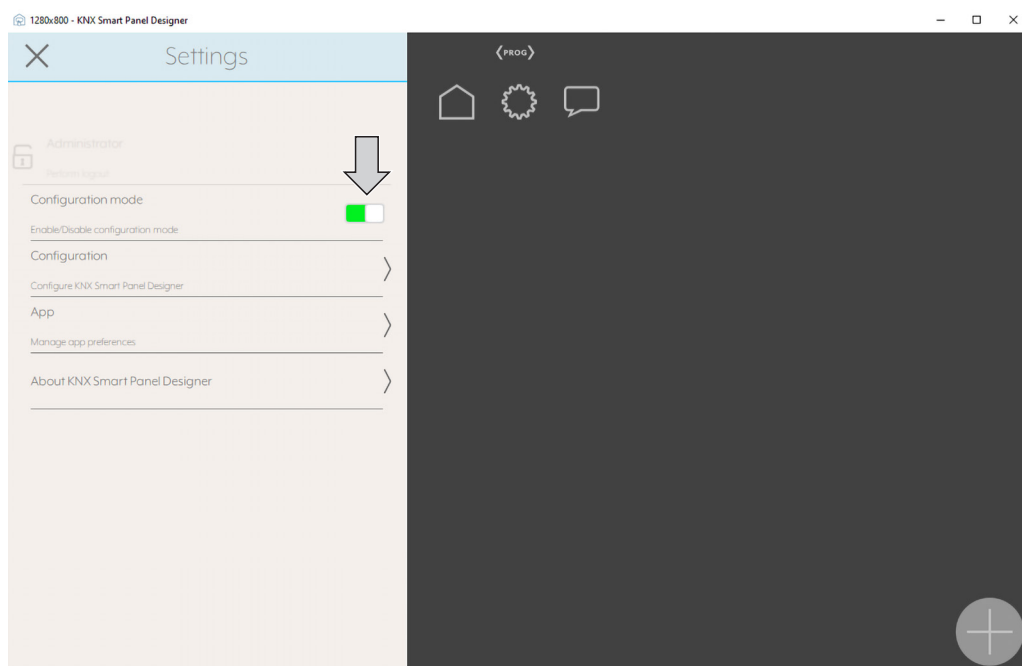 1280x800 - KNX Smart Panel Designer
Settings
PROG
Administrator
Perform logout
Configuration mode
Enable/Disable configuration mode
Configuration
Configure KNX Smart Panel Designer
App
Manage app preferences
About KNX Smart Panel Designer